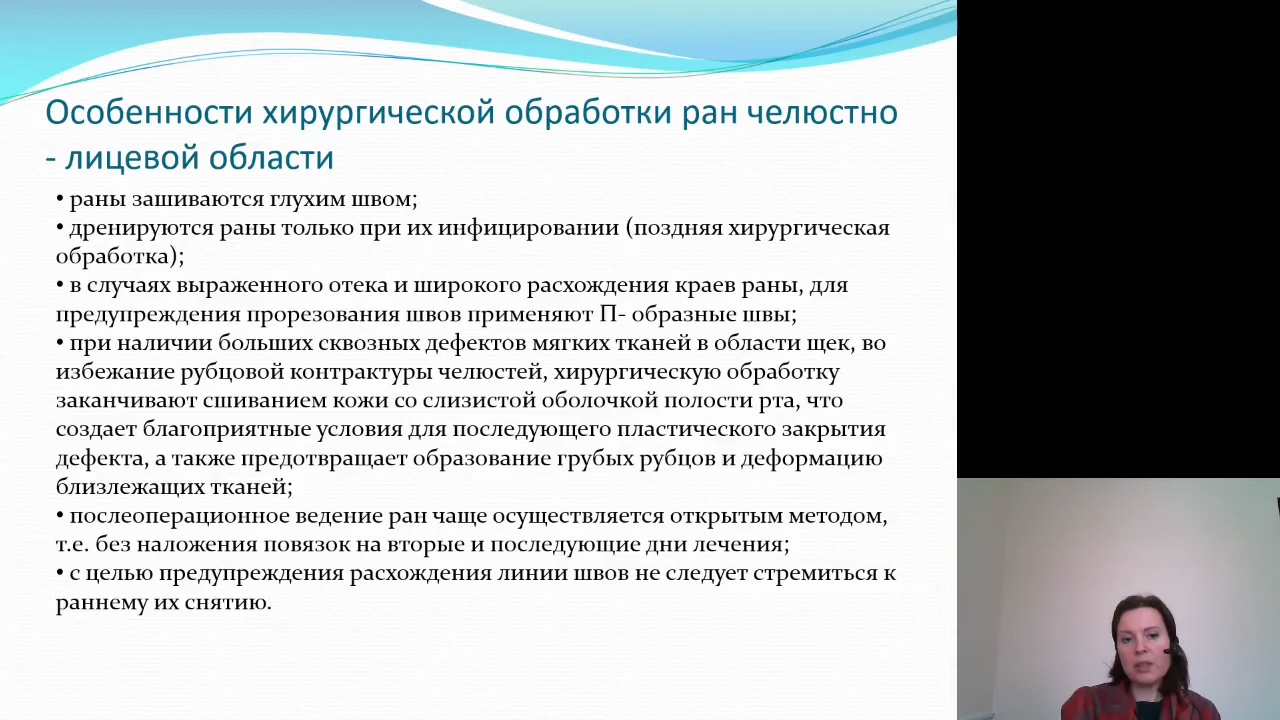 Особенности хирургической обработки ран челюстно
- лицевой области
• раны зашиваются глухим швом;
• дренируются раны только при их инфицировании (поздняя хирургическая
обработка);
• в случаях выраженного отека и широкого расхождения краев раны, для
предупреждения прорезования швов применяют П- образные швы;
• при наличии больших сквозных дефектов мягких тканей в области щек, во
избежание рубцовой контрактуры челюстей, хирургическую обработку
заканчивают сшиванием кожи со слизистой оболочкой полости рта, что
создает благоприятные условия для последующего пластического закрытия
дефекта, а также предотвращает образование грубых рубцов и деформацию
близлежащих тканей;
• послеоперационное ведение ран чаще осуществляется открытым методом,
т.е. без наложения повязок на вторые и последующие дни лечения;
• с целью предупреждения расхождения линии швов не следует стремиться к
раннему их снятию.